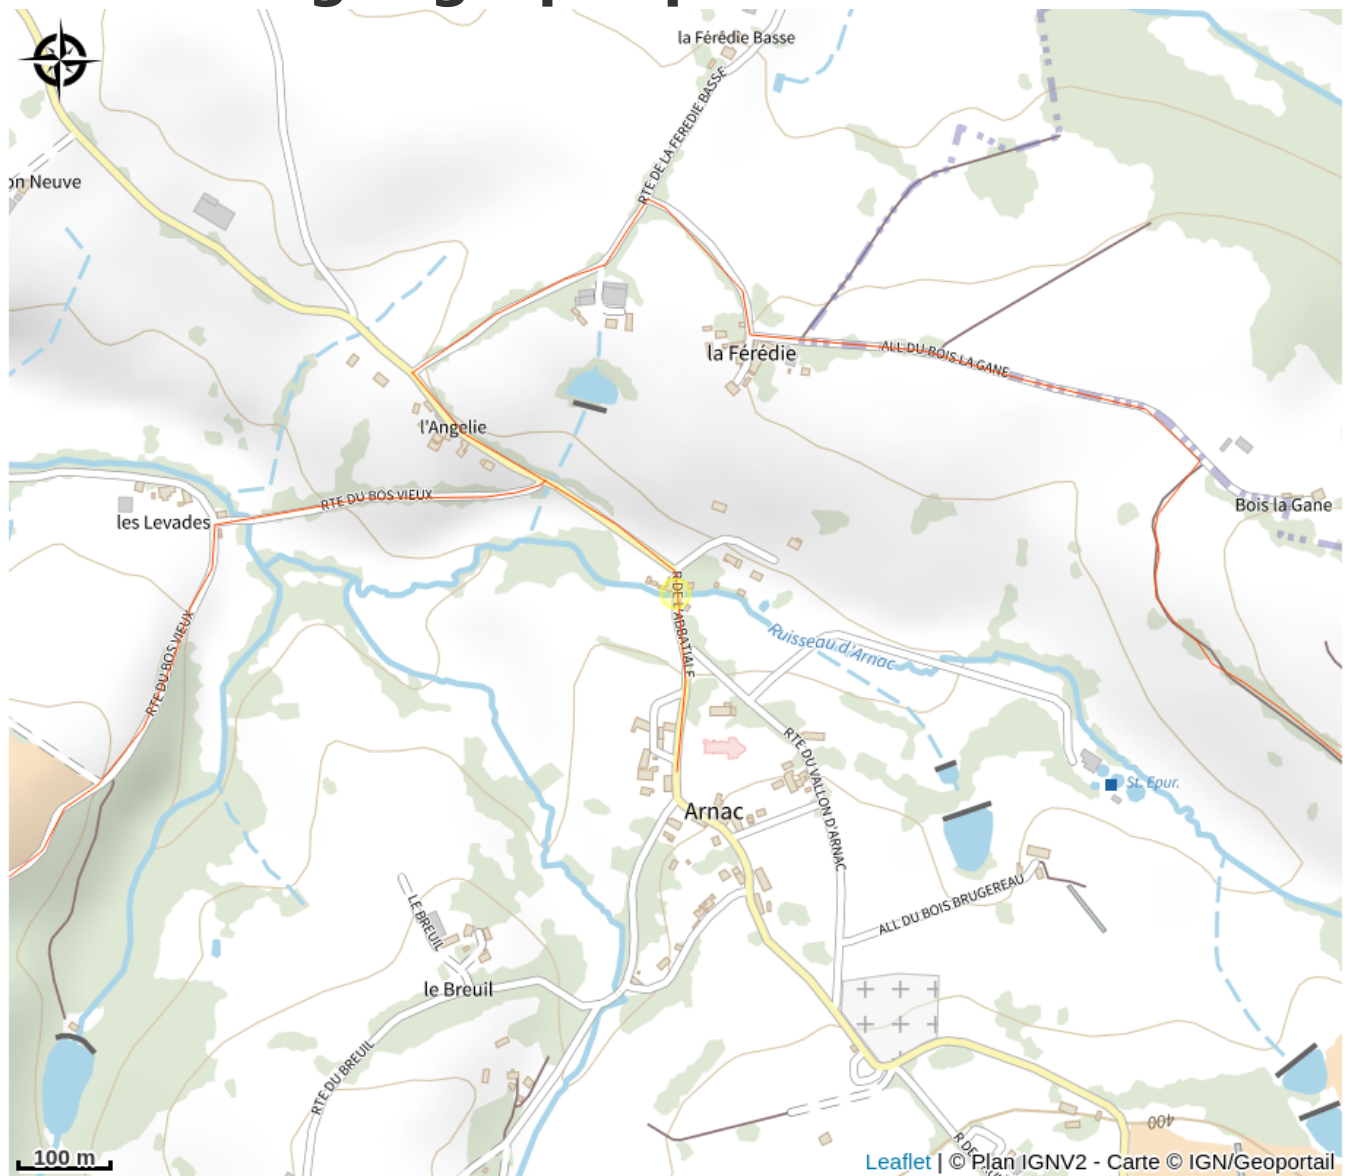 la Férédie Basse
RTE DE LA FEREDIE BASSE
on Neuve
la Férédie
ALL DU BOIS LA GANE
l'Angelie
RTE DU BOS VIEUX
les Levades
Bois la Gane
R DE L'ABBATIALE
Ruisseau d'Arnac
RTE DU BOS VIEUX
RTE DU VALLON D'ARNAC
St. Epur.
Arnac
ALL DU BOIS BRUGEREAU
LE BREUIL
le Breuil
RTE DU BREUIL
400
100 m
Leaflet | © Plan IGNV2 - Carte © IGN/Geoportail